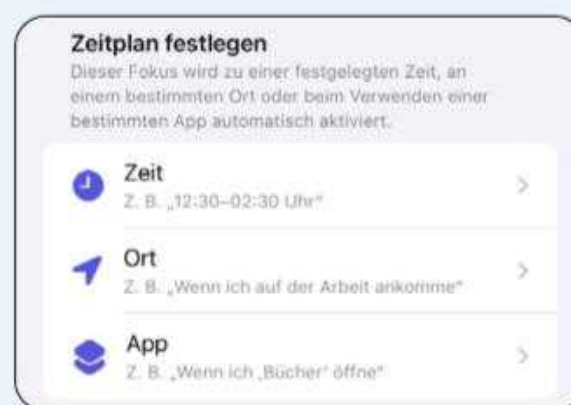 Zeitplan festlegen
Dieser Fokus wird zu einer festgelegten Zeit, an
einem bestimmten Ort oder beim Verwenden einer
bestimmten App automatisch aktiviert.
Zeit
Z. B. „12:30–02:30 Uhr“
Ort
Z. B. „Wenn ich auf der Arbeit ankomme“
App
Z. B. „Wenn ich ‚Bücher‘ öffne“